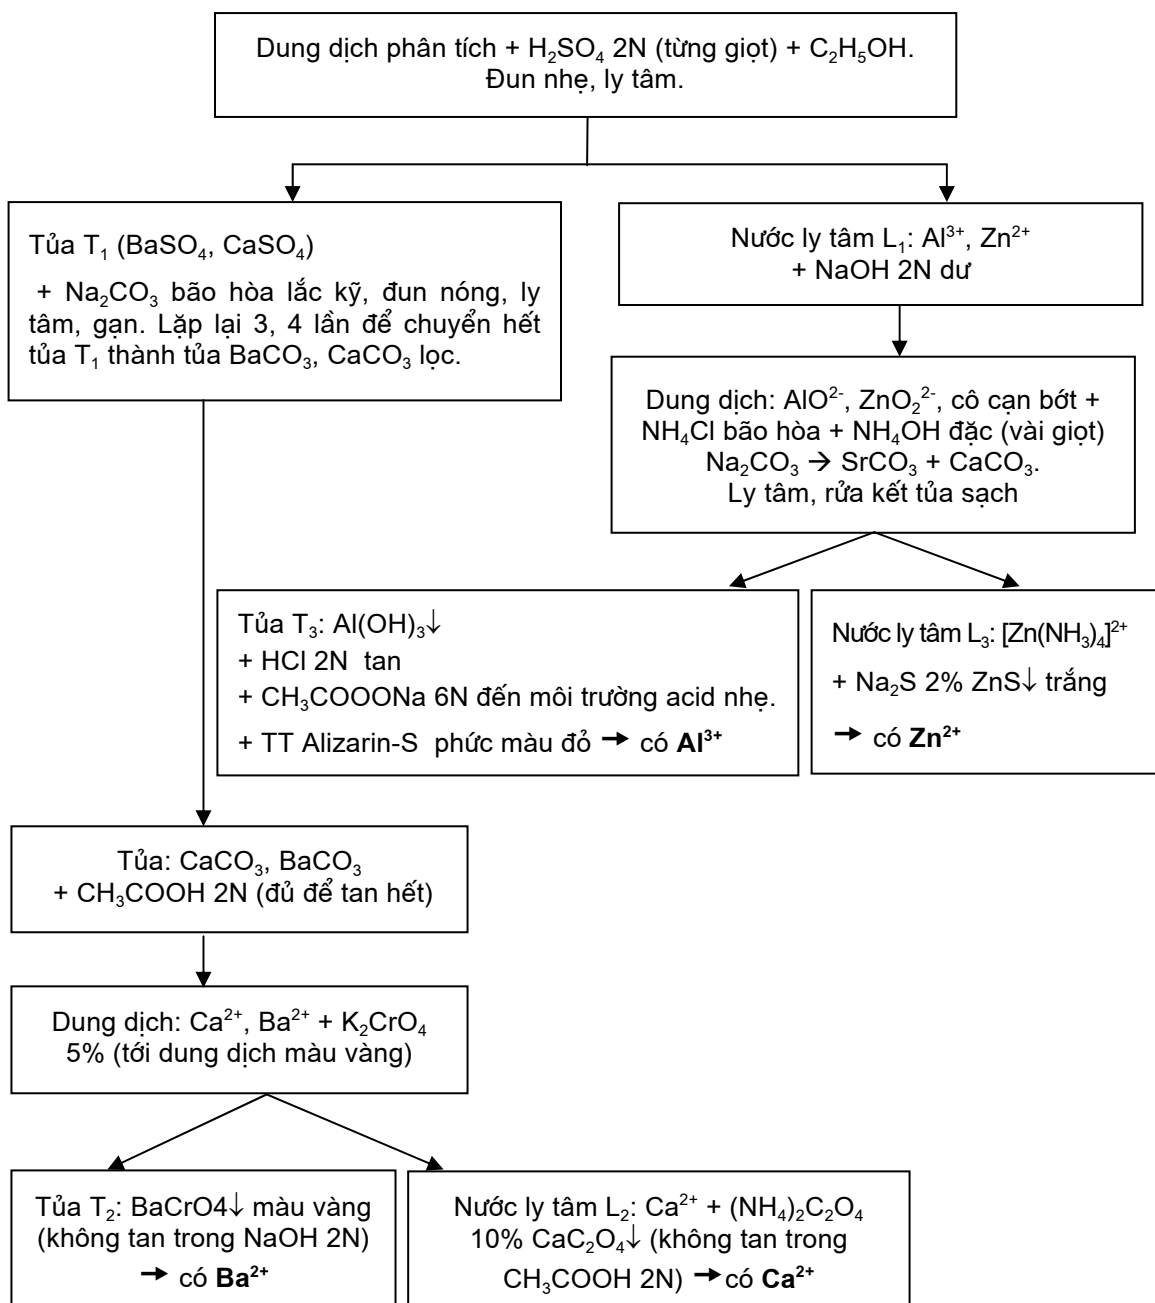 Dung dịch phân tích + H₂SO₄ 2N (từng giọt) + C₂H₅OH.
Đun nhẹ, ly tâm.
Tủa T₁ (BaSO₄, CaSO₄)
+ Na₂CO₃ bão hòa lắc kỹ, đun nóng, ly
tâm, gạn. Lặp lại 3, 4 lần để chuyển hết
tủa T₁ thành tủa BaCO₃, CaCO₃ lọc.
Nước ly tâm L₁: Al³⁺, Zn²⁺
+ NaOH 2N dư
Dung dịch: AlO²⁻, ZnO₂²⁻, cô cạn bớt +
NH₄Cl bão hòa + NH₄OH đặc (vài giọt)
Na₂CO₃ → SrCO₃ + CaCO₃.
Ly tâm, rửa kết tủa sạch
Tủa T₃: Al(OH)₃↓
+ HCl 2N tan
+ CH₃COOONa 6N đến môi trường acid nhẹ.
+ TT Alizarin-S phức màu đỏ → có Al³⁺
Nước ly tâm L₃: [Zn(NH₃)₄]²⁺
+ Na₂S 2% ZnS↓ trắng
→ có Zn²⁺
Tủa: CaCO₃, BaCO₃
+ CH₃COOH 2N (đủ để tan hết)
Dung dịch: Ca²⁺, Ba²⁺ + K₂CrO₄
5% (tới dung dịch màu vàng)
Tủa T₂: BaCrO4↓ màu vàng
(không tan trong NaOH 2N)
→ có Ba²⁺
Nước ly tâm L₂: Ca²⁺ + (NH₄)₂C₂O₄
10% CaC₂O₄↓ (không tan trong
CH₃COOH 2N) → có Ca²⁺